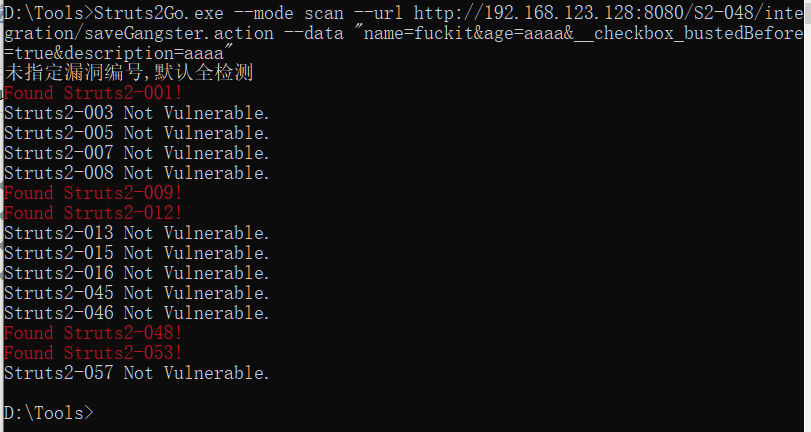 D:\Tools>Struts2Go.exe --mode scan --url http://192.168.123.128:8080/S2-048/inte
gration/saveGangster.action --data "name=fuckit&age=aaaa&__checkbox_bustedBefore
=true&description=aaaa"
未指定漏洞编号,默认全检测
Found Struts2-001!
Struts2-003 Not Vulnerable.
Struts2-005 Not Vulnerable.
Struts2-007 Not Vulnerable.
Struts2-008 Not Vulnerable.
Found Struts2-009!
Found Struts2-012!
Struts2-013 Not Vulnerable.
Struts2-015 Not Vulnerable.
Struts2-016 Not Vulnerable.
Struts2-045 Not Vulnerable.
Struts2-046 Not Vulnerable.
Found Struts2-048!
Found Struts2-053!
Struts2-057 Not Vulnerable.
D:\Tools>